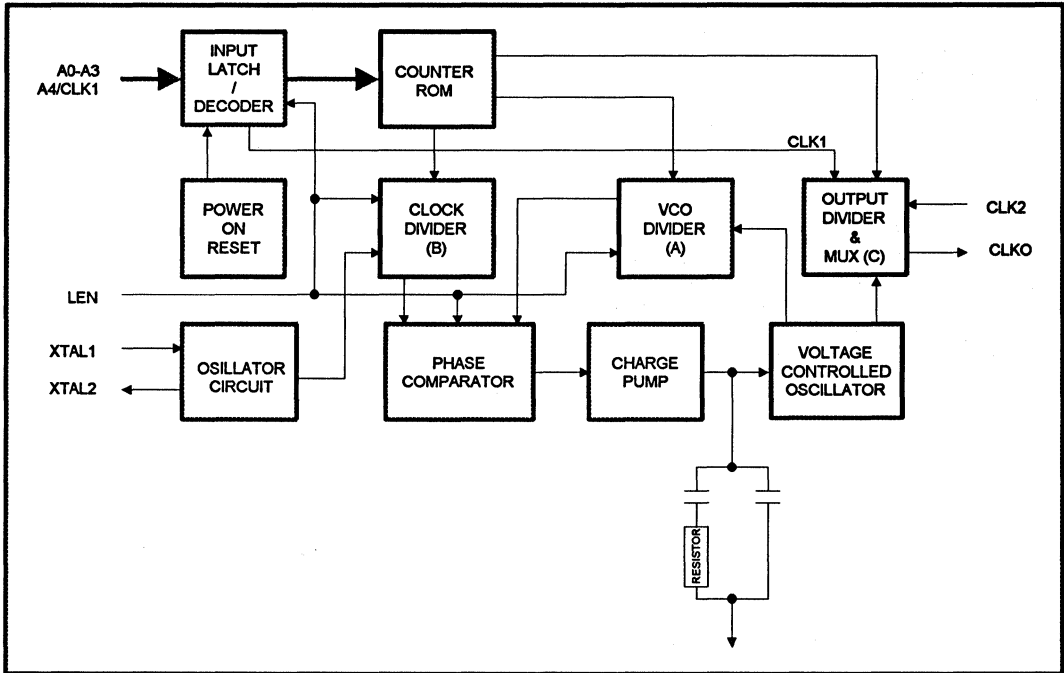 A0-A3
A4/CLK1
INPUT
LATCH
/
DECODER
COUNTER
ROM
CLK1
POWER
ON
RESET
CLOCK
DIVIDER
(B)
VCO
DIVIDER
(A)
OUTPUT
DIVIDER
&
MUX (C)
CLK2
CLKO
LEN
XTAL1
XTAL2
OSILLATOR
CIRCUIT
PHASE
COMPARATOR
CHARGE
PUMP
VOLTAGE
CONTROLLED
OSCILLATOR
RESISTOR